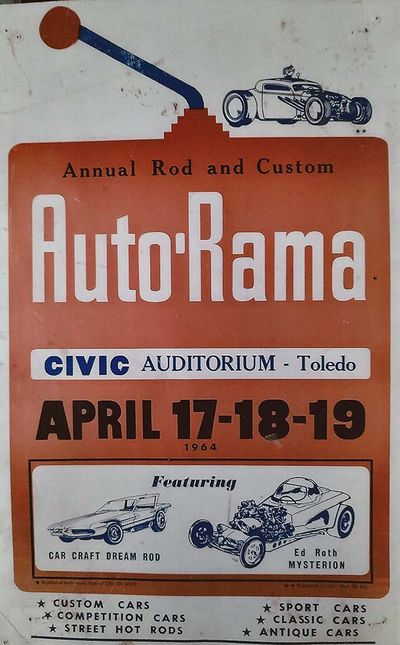 ★★
Annual Rod and Custom
Auto-Rama
CIVIC AUDITORIUM - Toledo
APRIL 17-18-19
1964
Featuring
CAR CRAFT DREAM ROD
Ed Roth
MYSTERION
★ CUSTOM CARS
★ COMPETITION CARS
★ STREET HOT RODS
★ SPORT CARS
★ CLASSIC CARS
★ ANTIQUE CARS